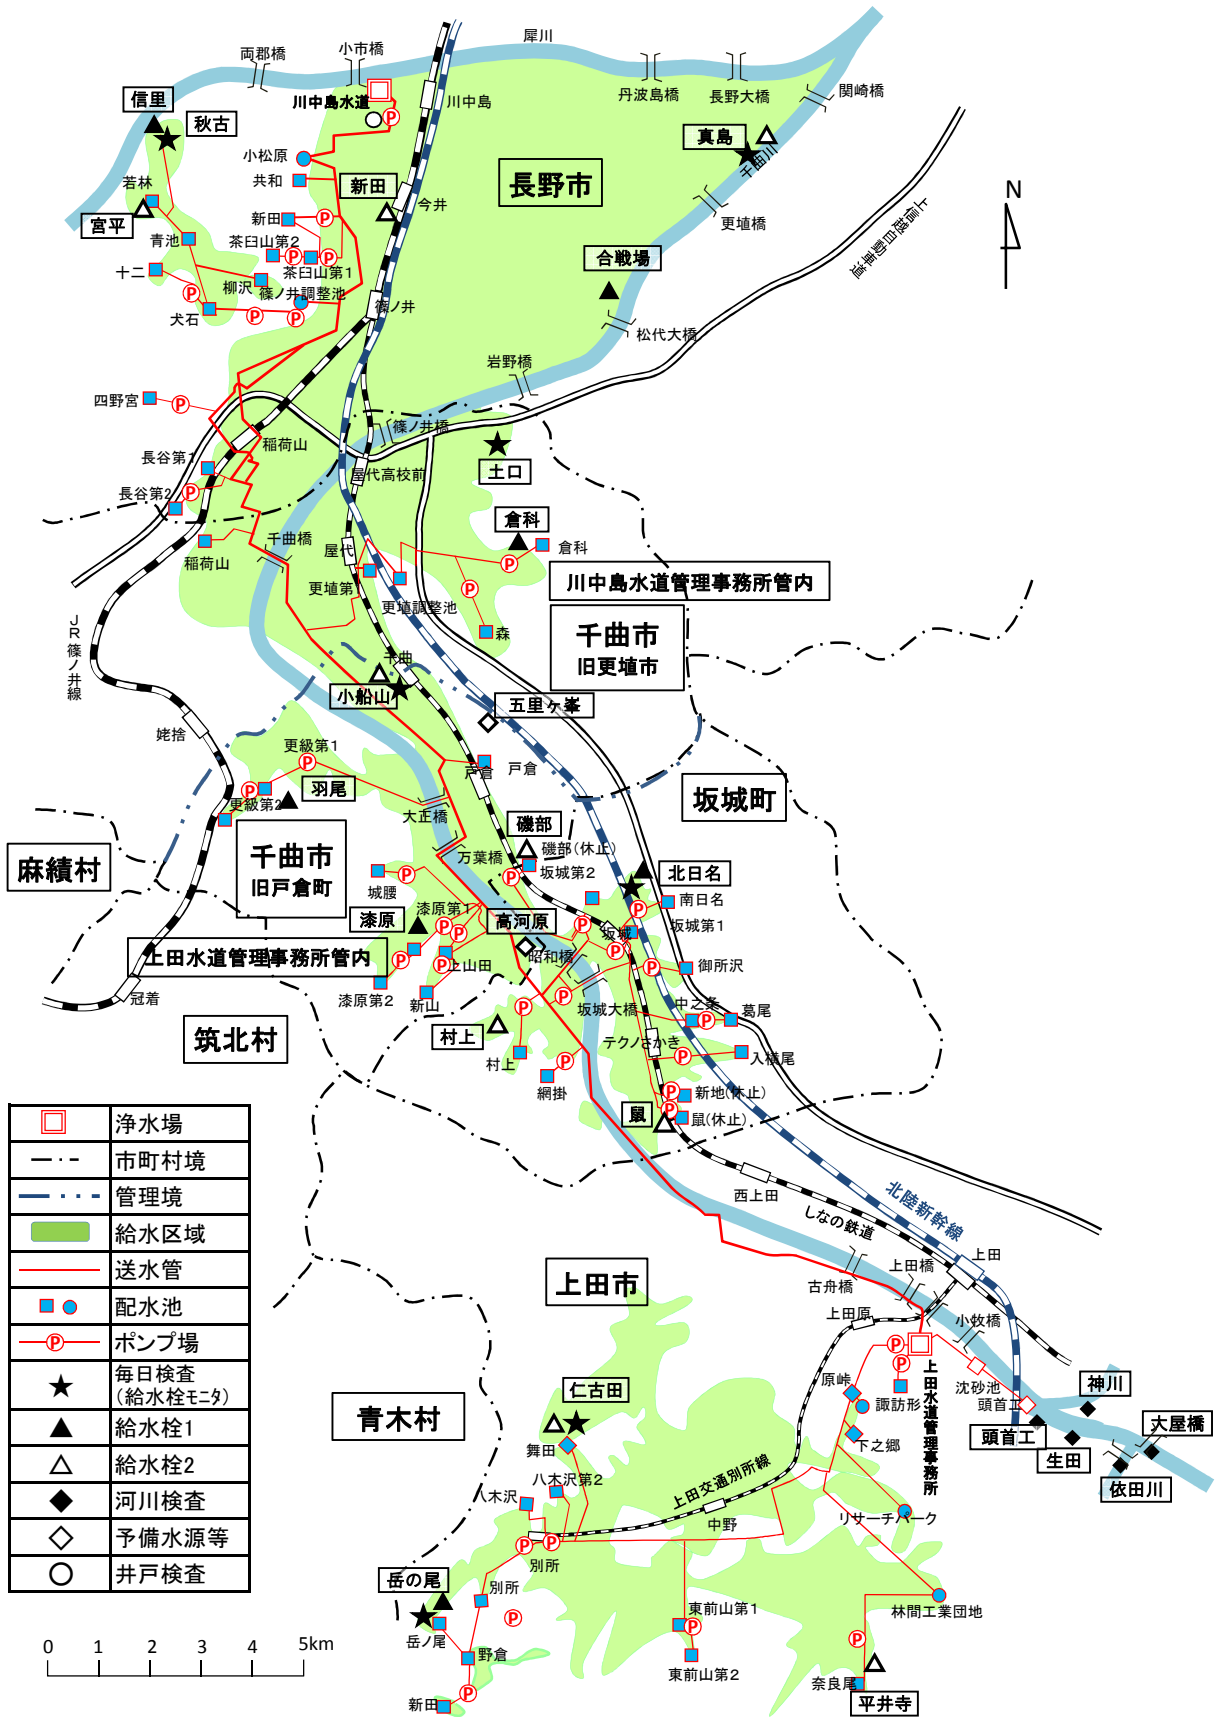 犀川
両郡橋
小市橋
丹波島橋
長野大橋
関崎橋
信里
秋古
川中島水道
P
川中島
真島
千曲川
小松原
共和
新田
今井
長野市
N
若林
宮平
新田
P
更埴橋
上信越自動車道
青池
茶臼山第2
P
P
茶臼山第1
合戦場
十二
P
柳沢
篠ノ井調整池
篠ノ井
犬石
P
P
松代大橋
岩野橋
四野宮
P
篠ノ井橋
稲荷山
長谷第1
屋代高校前
土口
長谷第2
P
倉科
千曲橋
屋代
倉科
稲荷山
P
更埴第1
更埴調整池
P
川中島水道管理事務所管内
森
千曲市
旧更埴市
JR篠ノ井線
千曲
小船山
五里ヶ峯
姥捨
更級第1
P
戸倉
戸倉
羽尾
P
更級第2
大正橋
坂城町
磯部
磯部(休止)
麻績村
千曲市
旧戸倉町
万葉橋
坂城第2
P
北日名
城腰
P
南日名
漆原
漆原第1
P
P
高河原
P
P
坂城
坂城第1
上田水道管理事務所管内
P
P
上山田
昭和橋
P
P
御所沢
冠着
漆原第2
新山
P
P
坂城大橋
中之条
P
葛尾
筑北村
村上
テクノさかき
P
入横尾
村上
P
網掛
P
新地(休止)
鼠
P
鼠(休止)
浄水場
市町村境
管理境
給水区域
送水管
配水池
P
ポンプ場
毎日検査
(給水栓モニタ)
給水栓1
給水栓2
河川検査
予備水源等
井戸検査
0 1 2 3 4 5km
西上田
しなの鉄道
北陸新幹線
上田
上田市
古舟橋
上田橋
上田原
小牧橋
P
P
上田水道管理事務所
沈砂池
頭首工
神川
原峠
諏訪形
仁古田
青木村
頭首工
大屋橋
生田
依田川
舞田
下之郷
八木沢第2
八木沢
上田交通別所線
中野
リサーチパーク
P
P
別所
岳の尾
別所
P
東前山第1
P
林間工業団地
岳ノ尾
野倉
東前山第2
P
奈良尾
新田
P
平井寺